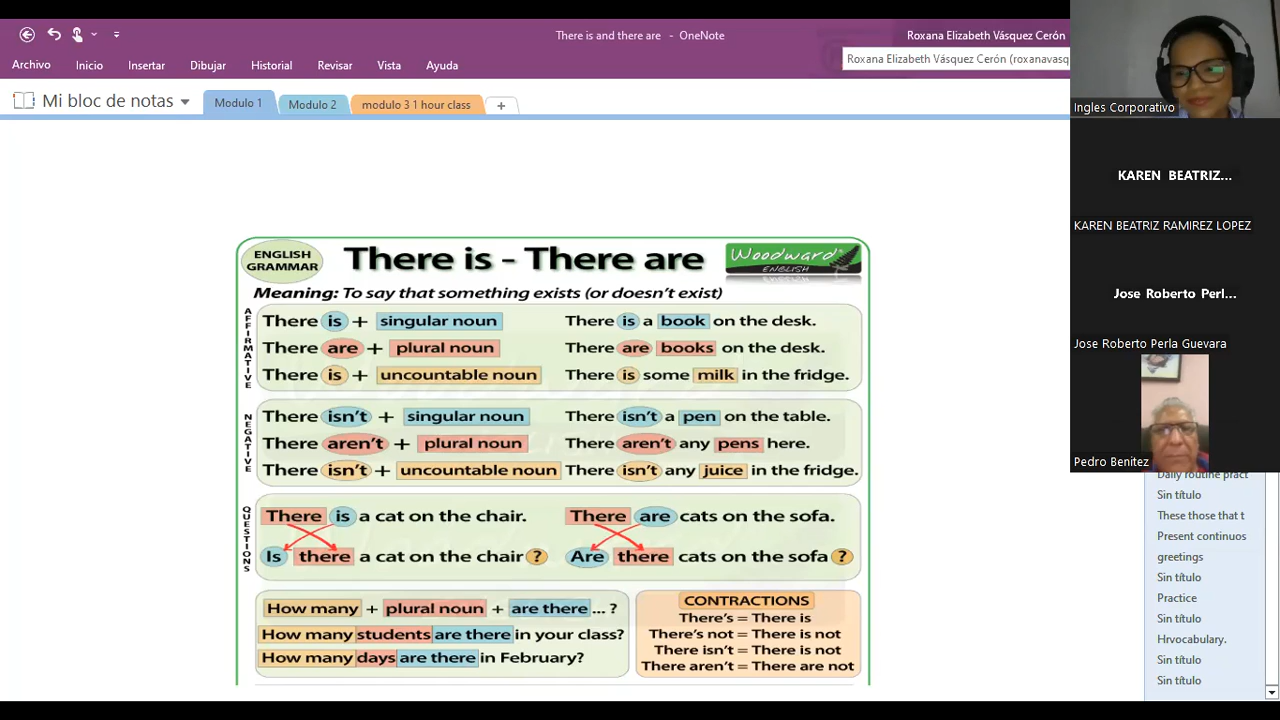 There is and there are - OneNote
Roxana Elizabeth Vásquez Cerón
Roxana Elizabeth Vásquez Cerón (roxanavasq
Archivo Inicio Insertar Dibujar Historial Revisar Vista Ayuda
Mi bloc de notas
Modulo 1 Modulo 2 modulo 3 1 hour class +
Ingles Corporativo
KAREN BEATRIZ...
KAREN BEATRIZ RAMIREZ LOPEZ
Jose Roberto Perl...
Jose Roberto Perla Guevara
Pedro Benitez
ENGLISH
GRAMMAR
There is - There are
Woodward
ENGLISH
Meaning: To say that something exists (or doesn't exist)
AFFIRMATIVE
There is + singular noun There is a book on the desk.
There are + plural noun There are books on the desk.
There is + uncountable noun There is some milk in the fridge.
NEGATIVE
There isn't + singular noun There isn't a pen on the table.
There aren't + plural noun There aren't any pens here.
There isn't + uncountable noun There isn't any juice in the fridge.
QUESTIONS
There is a cat on the chair. There are cats on the sofa.
Is there a cat on the chair ? Are there cats on the sofa ?
How many + plural noun + are there ... ?
How many students are there in your class?
How many days are there in February?
CONTRACTIONS
There's = There is
There's not = There is not
There isn't = There is not
There aren't = There are not
Daily routine pract
Sin título
These those that t
Present continuos
greetings
Sin título
Practice
Sin título
Hrvocabulary.
Sin título
Sin título